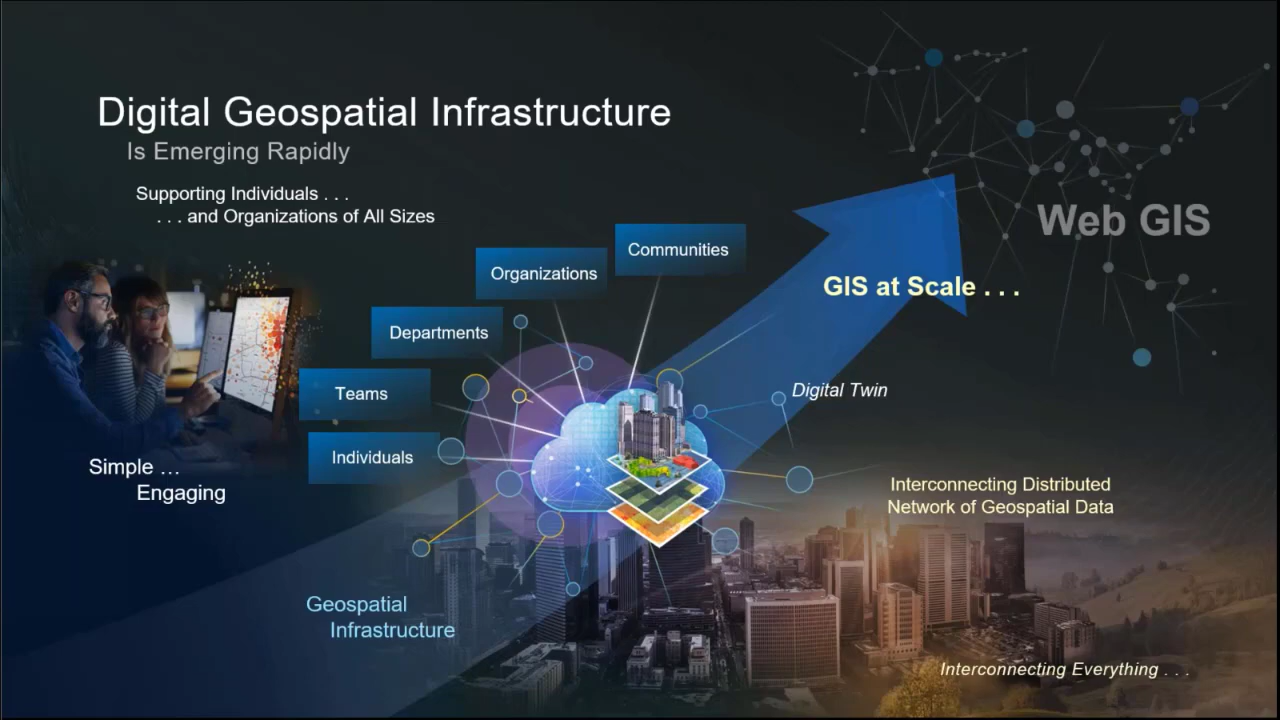 Digital Geospatial Infrastructure
Is Emerging Rapidly
Supporting Individuals . . .
. . . and Organizations of All Sizes
Web GIS
Communities
Organizations
GIS at Scale . . .
Departments
Teams
Digital Twin
Individuals
Simple ...
Engaging
Interconnecting Distributed
Network of Geospatial Data
Geospatial
Infrastructure
Interconnecting Everything . . .